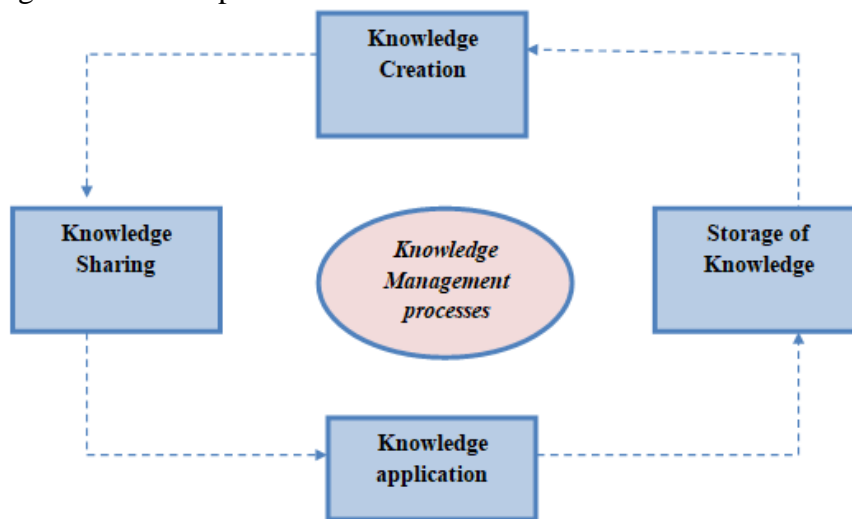 Knowledge
Creation
Knowledge
Sharing
Knowledge
Management
processes
Storage of
Knowledge
Knowledge
application